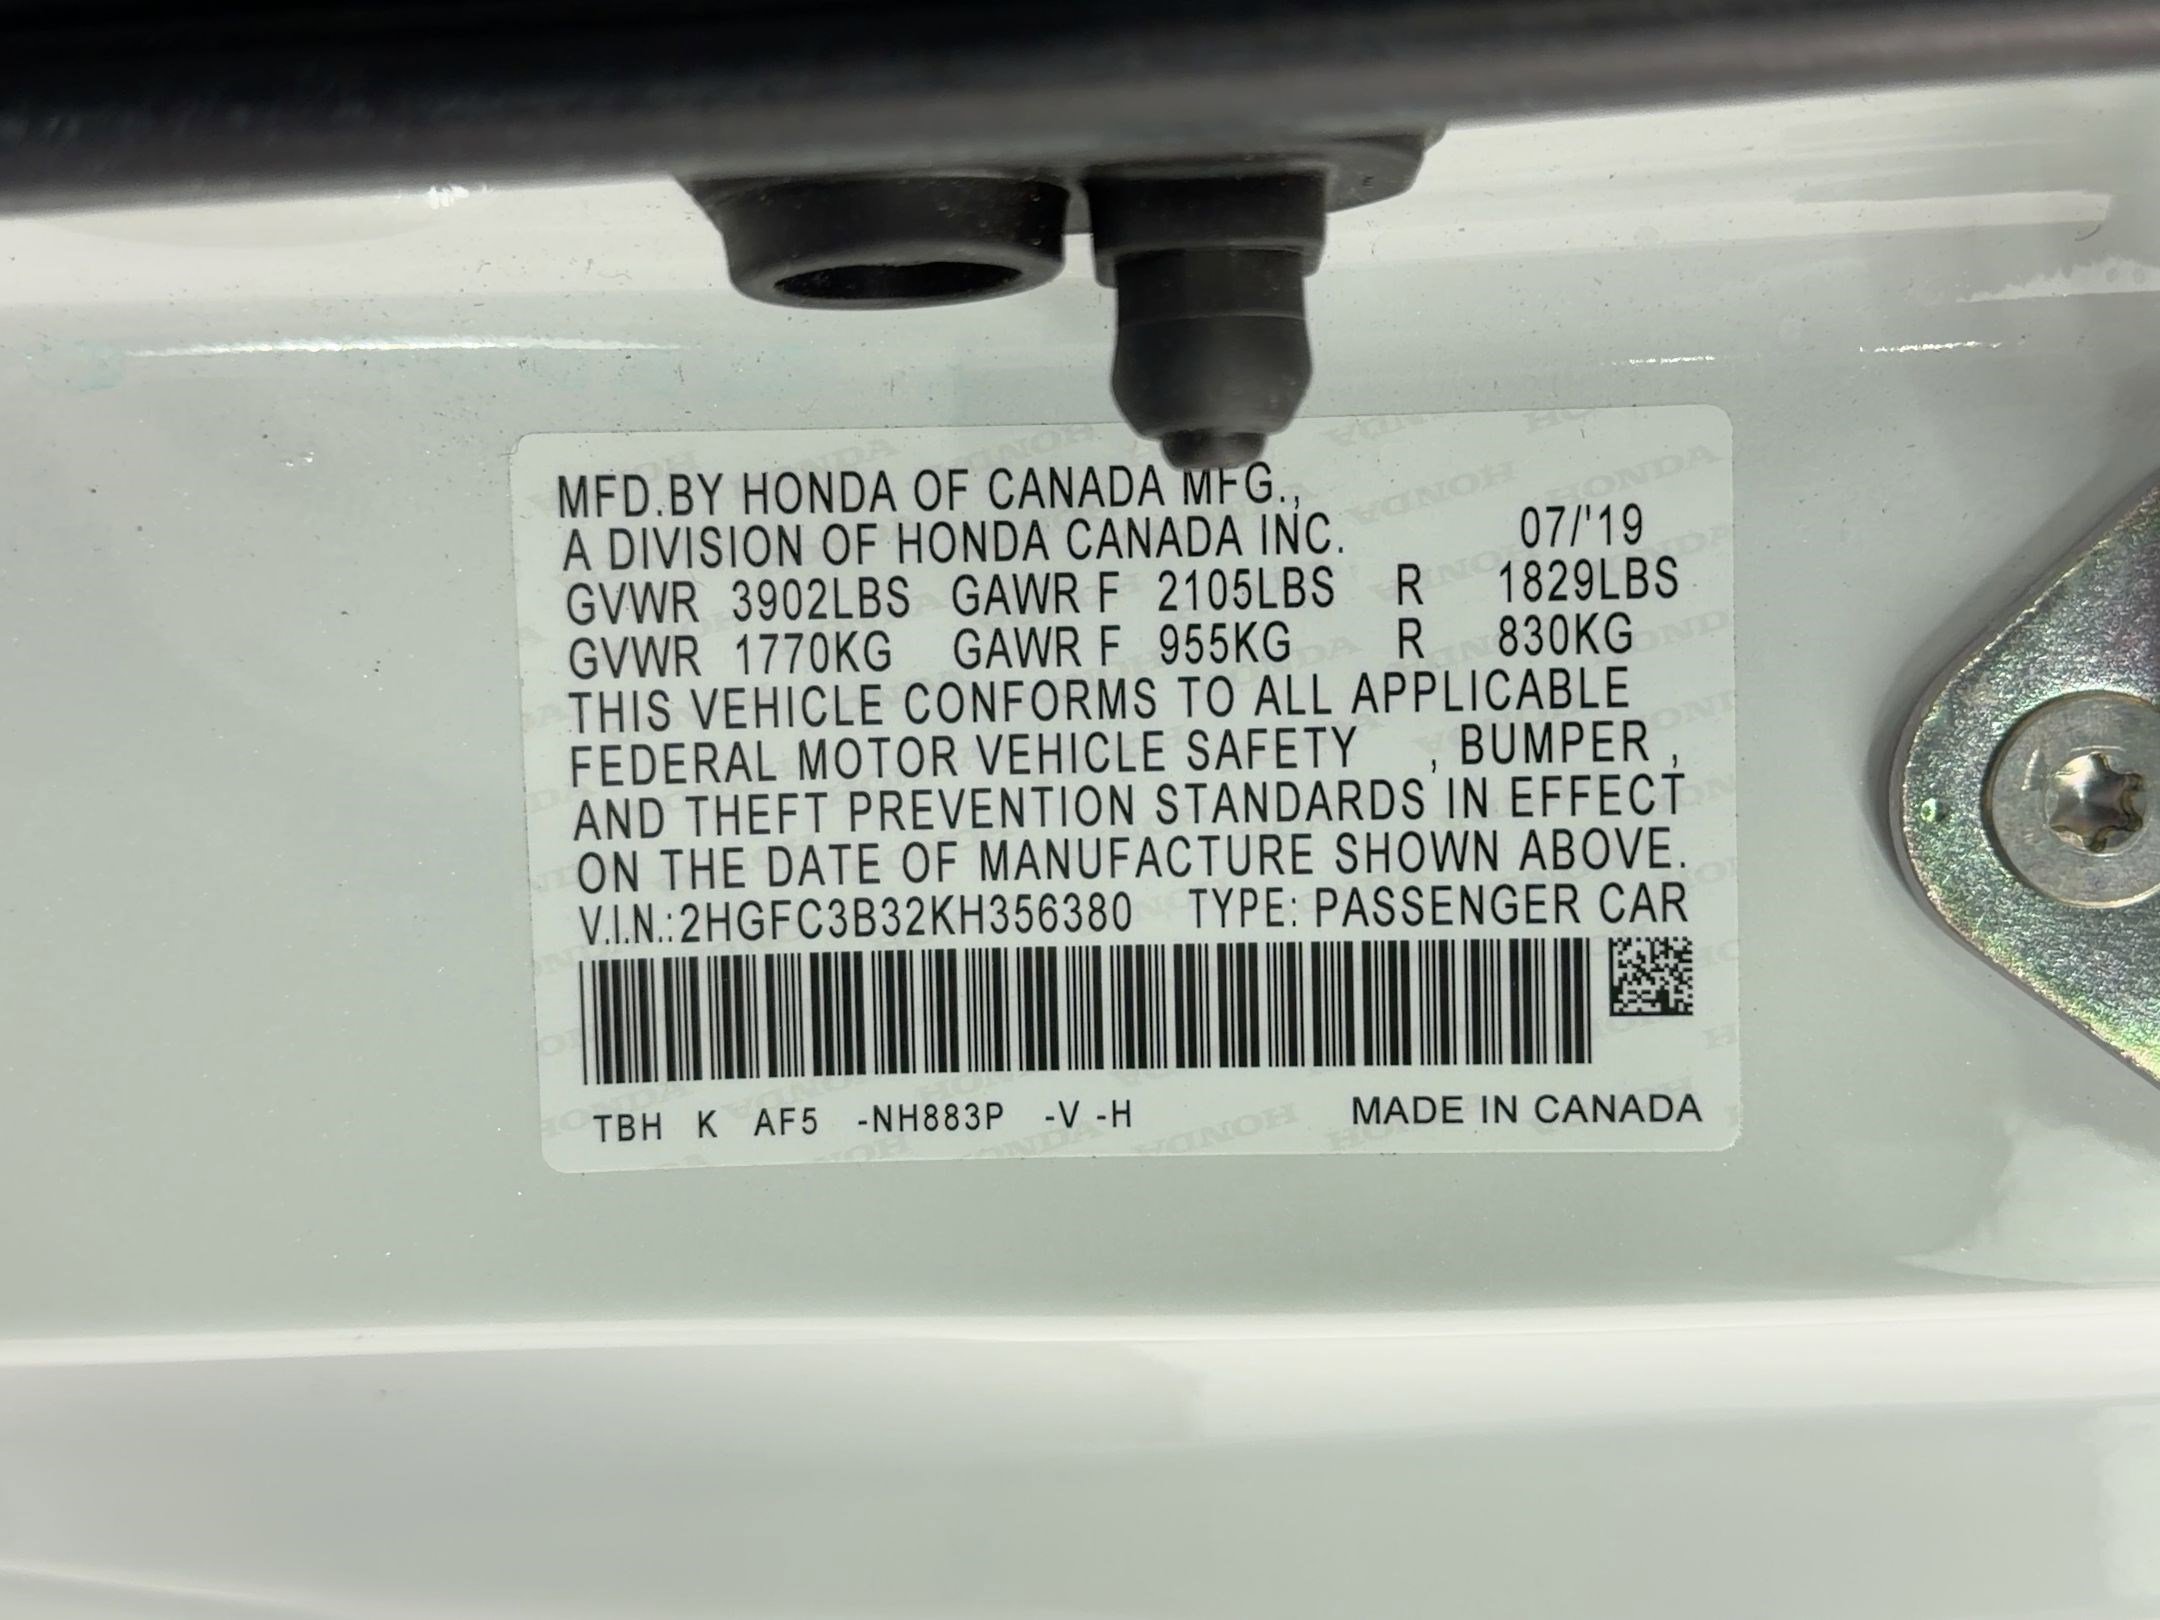 MFD.BY HONDA OF CANADA MFG.,
A DIVISION OF HONDA CANADA INC. 07/'19
GVWR 3902LBS GAWR F 2105LBS R 1829LBS
GVWR 1770KG GAWR F 955KG R 830KG
THIS VEHICLE CONFORMS TO ALL APPLICABLE
FEDERAL MOTOR VEHICLE SAFETY , BUMPER ,
AND THEFT PREVENTION STANDARDS IN EFFECT
ON THE DATE OF MANUFACTURE SHOWN ABOVE.
V.I.N.:2HGFC3B32KH356380 TYPE: PASSENGER CAR
TBH K AF5 -NH883P -V -H MADE IN CANADA